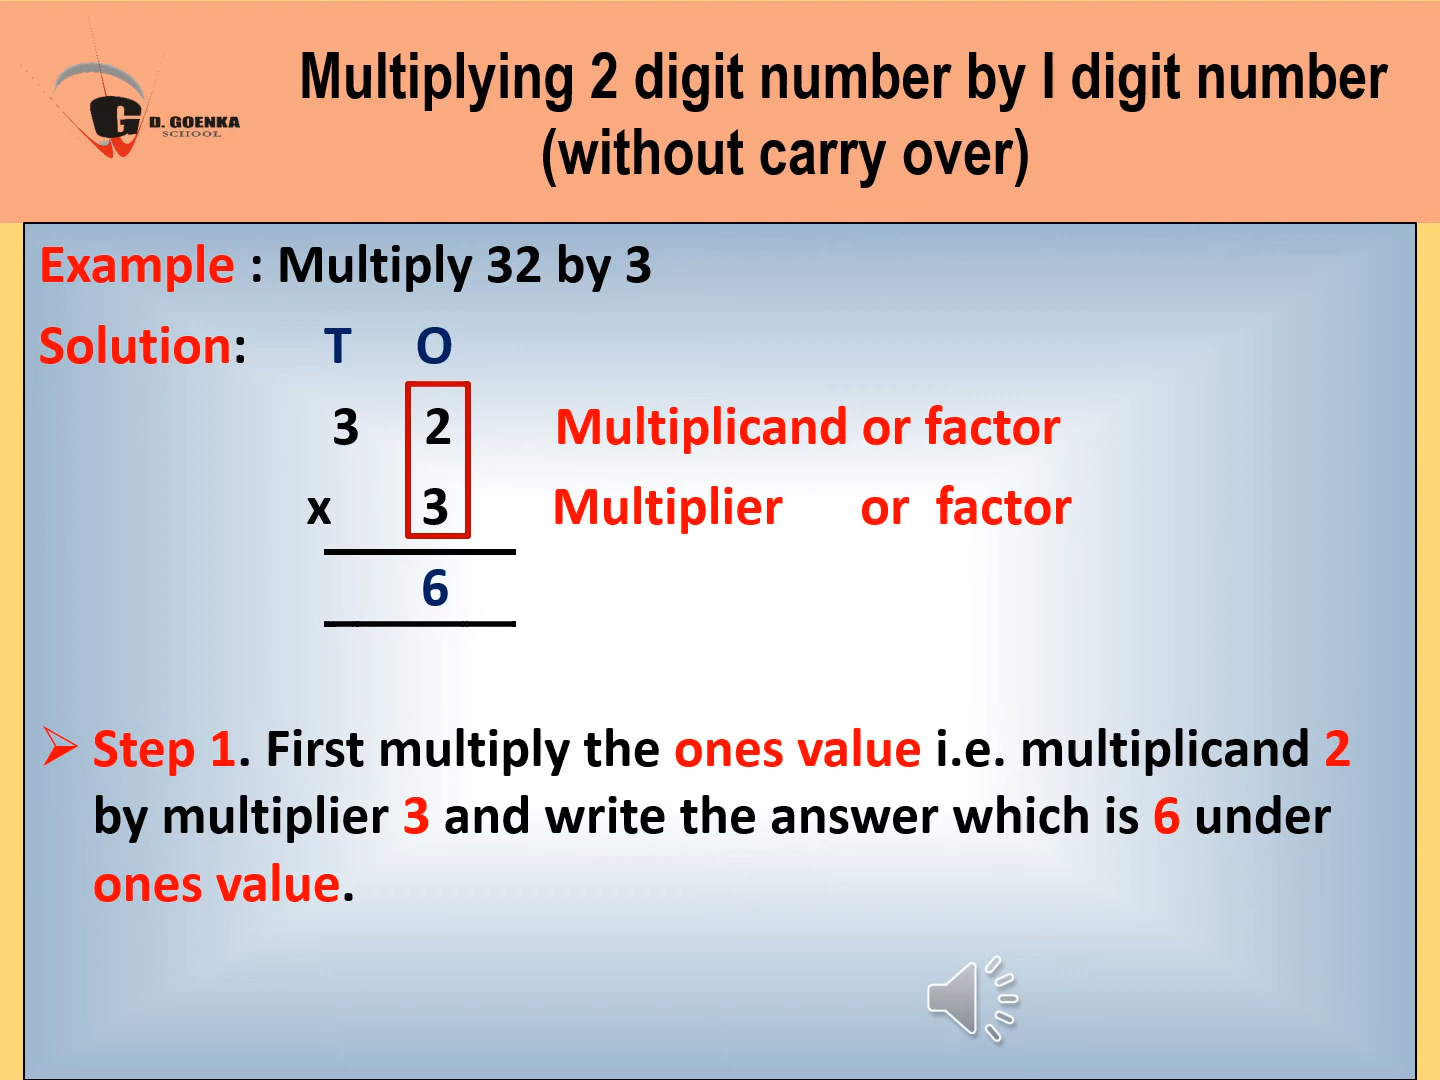 G D. GOENKA
SCHOOL
Multiplying 2 digit number by I digit number
(without carry over)
Example : Multiply 32 by 3
Solution: T O
3 2 Multiplicand or factor
x 3 Multiplier or factor
6
➢ Step 1. First multiply the ones value i.e. multiplicand 2
by multiplier 3 and write the answer which is 6 under
ones value.